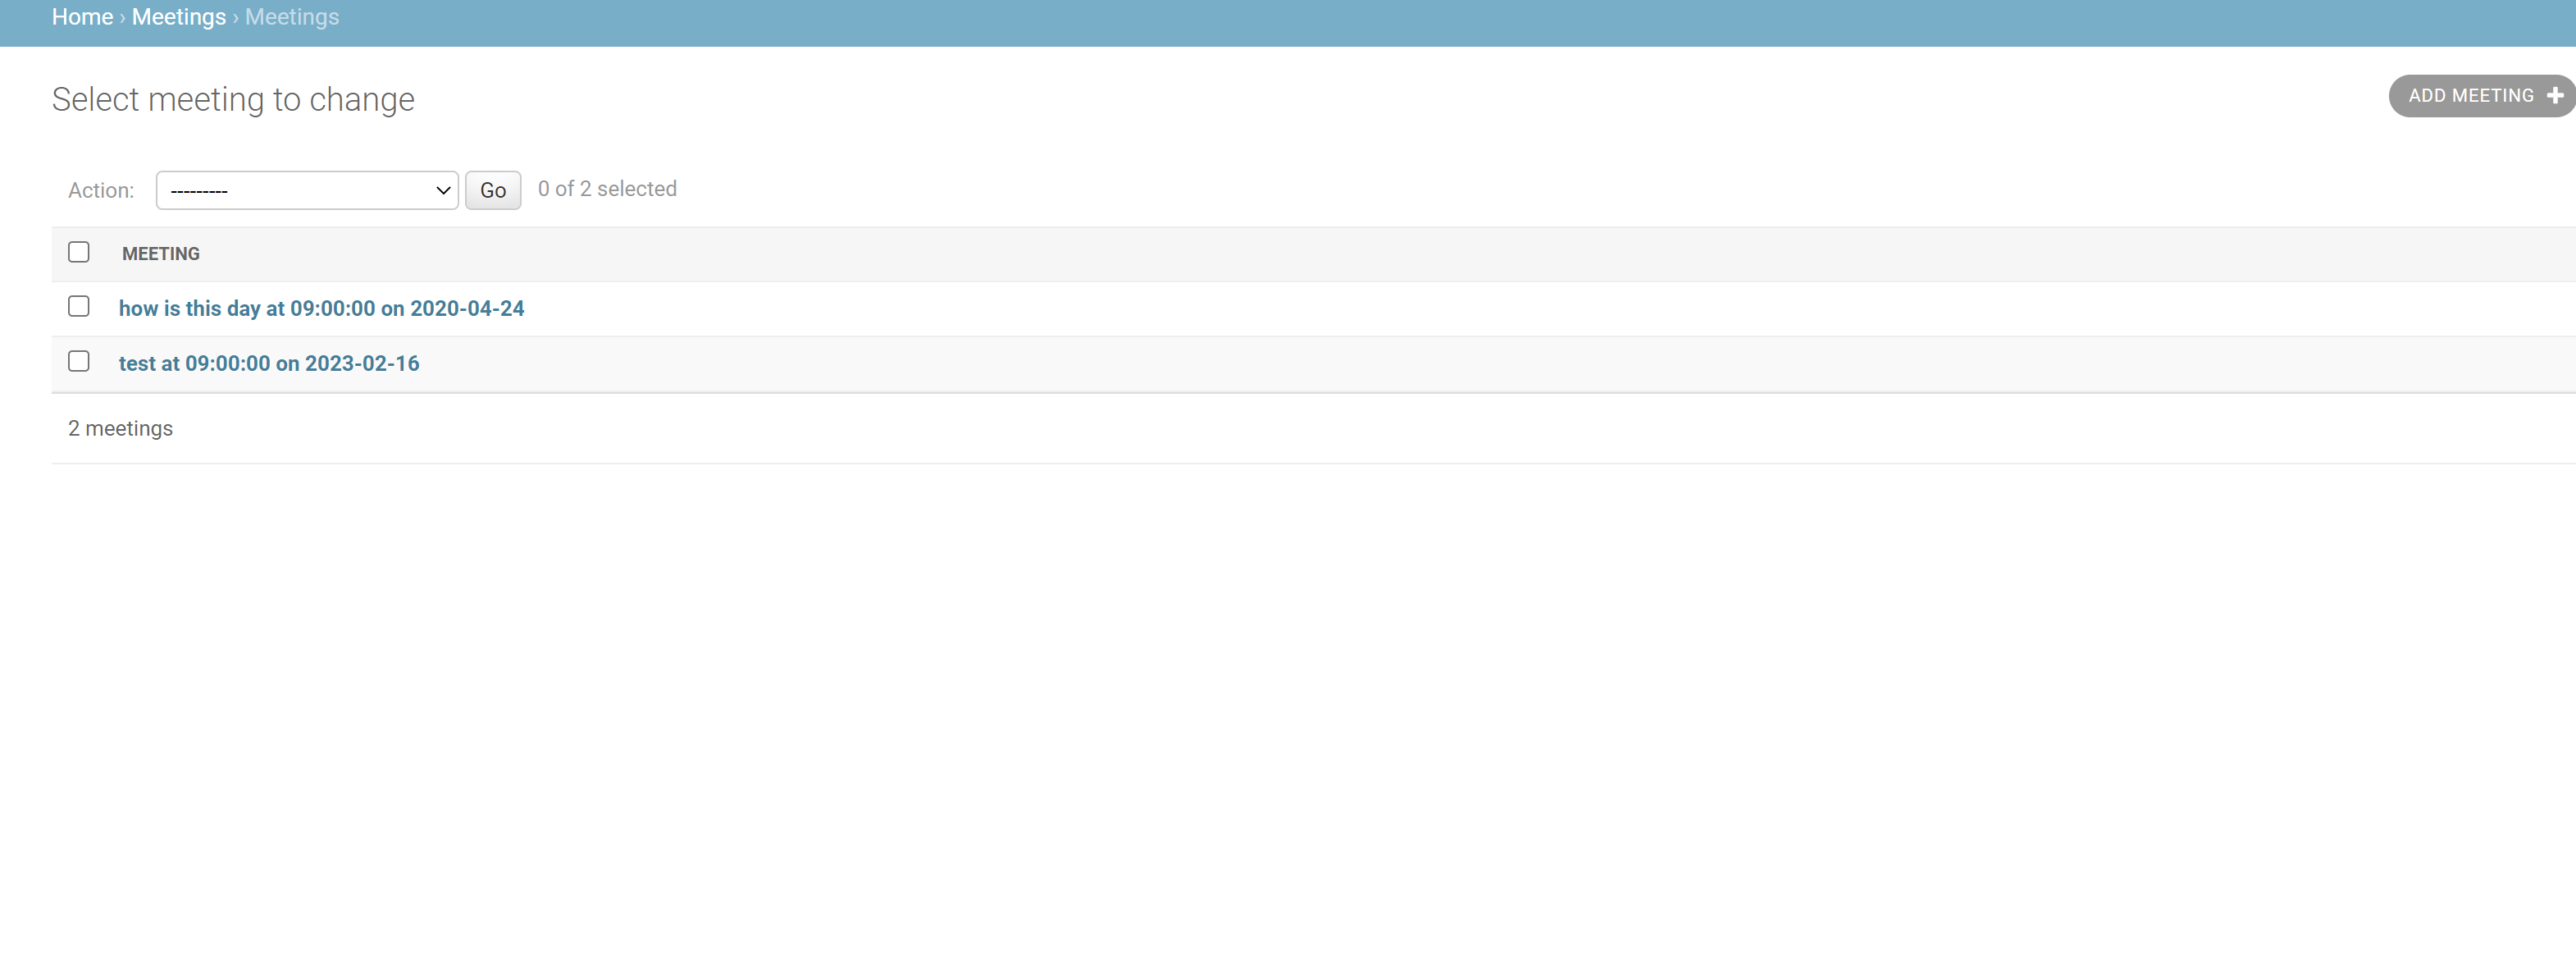 Home › Meetings › Meetings
Select meeting to change
ADD MEETING +
Action: --------- Go 0 of 2 selected
MEETING
how is this day at 09:00:00 on 2020-04-24
test at 09:00:00 on 2023-02-16
2 meetings